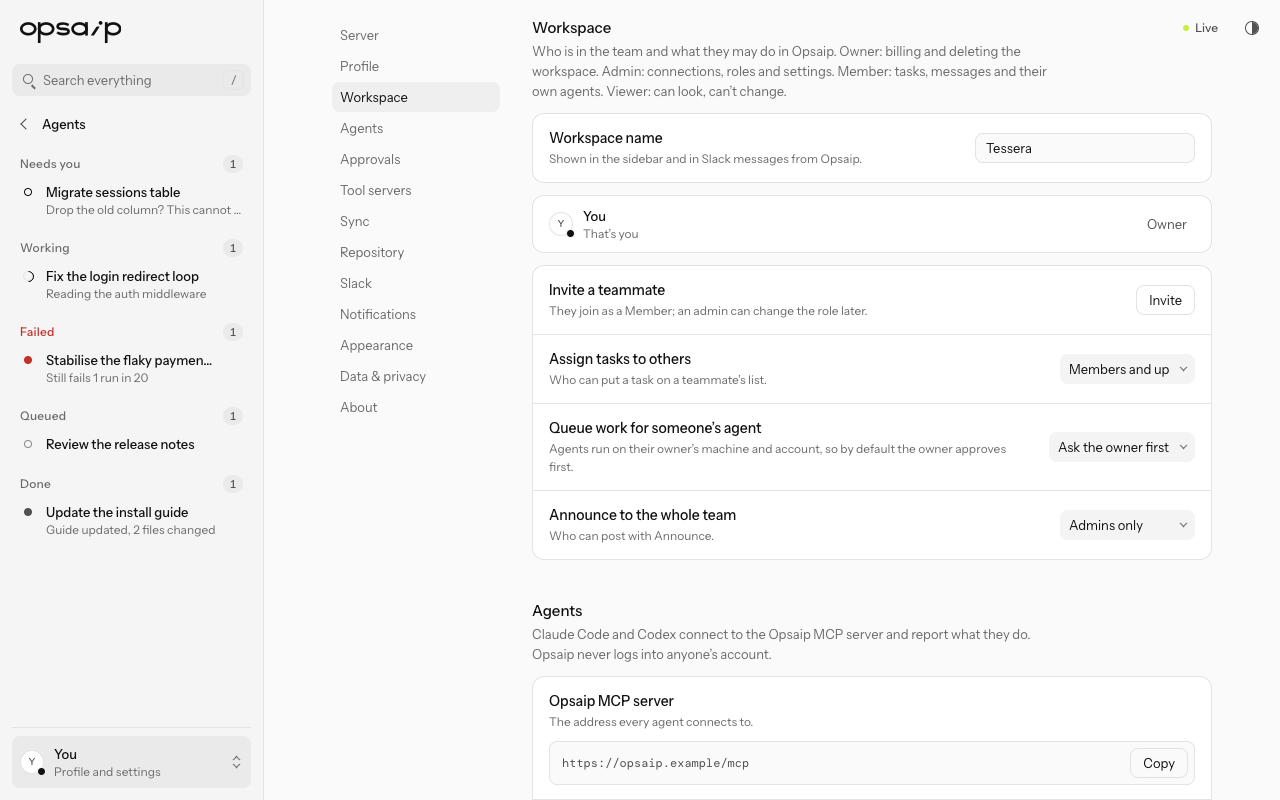 opsaip
Search everything
/
Agents
Needs you
1
Migrate sessions table
Drop the old column? This cannot ...
Working
1
Fix the login redirect loop
Reading the auth middleware
Failed
1
Stabilise the flaky paymen...
Still fails 1 run in 20
Queued
1
Review the release notes
Done
1
Update the install guide
Guide updated, 2 files changed
Y
You
Profile and settings
Server
Profile
Workspace
Agents
Approvals
Tool servers
Sync
Repository
Slack
Notifications
Appearance
Data & privacy
About
Live
Workspace
Who is in the team and what they may do in Opsaip. Owner: billing and deleting the
workspace. Admin: connections, roles and settings. Member: tasks, messages and their
own agents. Viewer: can look, can't change.
Workspace name
Shown in the sidebar and in Slack messages from Opsaip.
Tessera
Y
You
That's you
Owner
Invite a teammate
They join as a Member; an admin can change the role later.
Invite
Assign tasks to others
Who can put a task on a teammate's list.
Members and up
Queue work for someone's agent
Agents run on their owner's machine and account, so by default the owner approves
first.
Ask the owner first
Announce to the whole team
Who can post with Announce.
Admins only
Agents
Claude Code and Codex connect to the Opsaip MCP server and report what they do.
Opsaip never logs into anyone's account.
Opsaip MCP server
The address every agent connects to.
https://opsaip.example/mcp
Copy